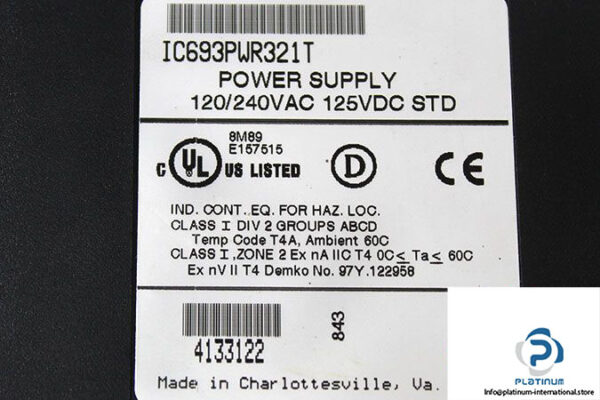 IC693PWR321T
POWER SUPPLY
120/240VAC 125VDC STD
8M89
E157515
C UL US LISTED D CE
IND. CONT. EQ. FOR HAZ. LOC.
CLASS I DIV 2 GROUPS ABCD
Temp Code T4A, Ambient 60C
CLASS I ,ZONE 2 Ex nA IIC T4 0C≤ Ta≤ 60C
Ex nV II T4 Demko No. 97Y.122958
843
4133122
Made in Charlottesville, Va.
PLATINUM
Info@platinum-international.store